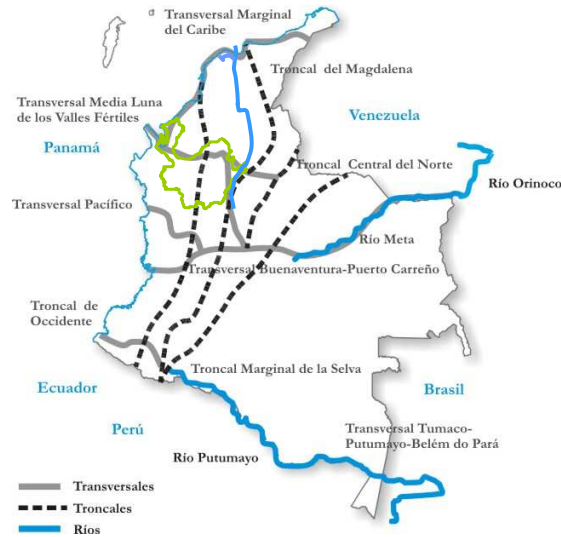 Transversal Marginal
del Caribe
Troncal del Magdalena
Transversal Media Luna
de los Valles Fértiles
Venezuela
Panamá
Troncal Central del Norte
Río Orinoco
Transversal Pacífico
Río Meta
Transversal Buenaventura-Puerto Carreño
Troncal de
Occidente
Troncal Marginal de la Selva
Ecuador
Brasil
Perú
Transversal Tumaco-
Putumayo-Belém do Pará
Río Putumayo
Transversales
Troncales
Ríos